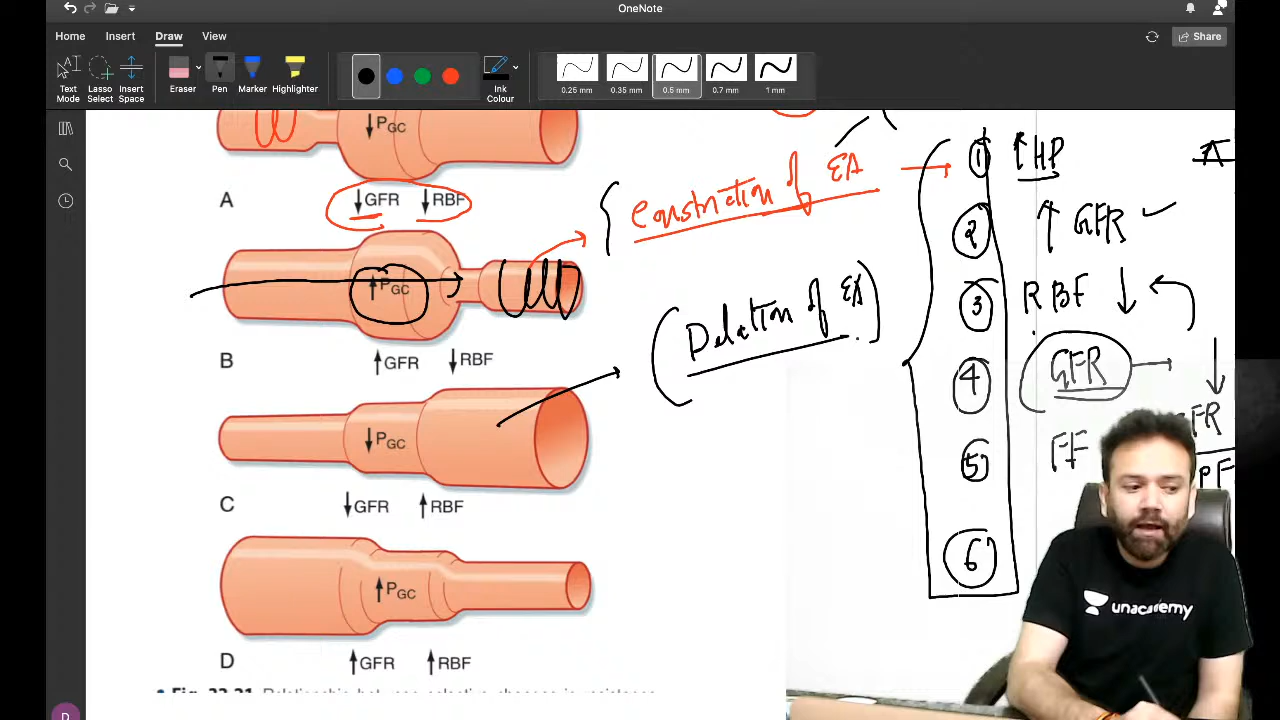 OneNote
Home Insert Draw View
Share
Text Mode
Lasso Select
Insert Space
Eraser
Pen
Marker
Highlighter
Ink Colour
0.25 mm
0.35 mm
0.5 mm
0.7 mm
1 mm
↓PGC
A
↓GFR ↓RBF
↑PGC
B
↑GFR ↓RBF
↓PGC
C
↓GFR ↑RBF
↑PGC
D
↑GFR ↑RBF
Constriction of EA →
Dilation of EA
① ↑HP
② ↑ GFR ✓
③ RBF ↓
④ GFR → ↓
⑤ FF
⑥
unacademy
D